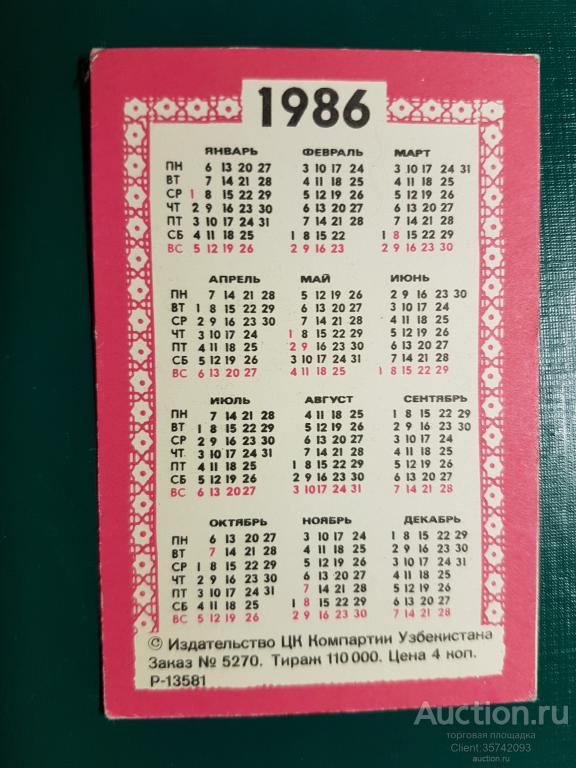 1986
ЯНВАРЬ ФЕВРАЛЬ МАРТ
ПН 6 13 20 27 3 10 17 24 3 10 17 24 31
ВТ 7 14 21 28 4 11 18 25 4 11 18 25
СР 1 8 15 22 29 5 12 19 26 5 12 19 26
ЧТ 2 9 16 23 30 6 13 20 27 6 13 20 27
ПТ 3 10 17 24 31 7 14 21 28 7 14 21 28
СБ 4 11 18 25 1 8 15 22 1 8 15 22 29
ВС 5 12 19 26 2 9 16 23 2 9 16 23 30
АПРЕЛЬ МАЙ ИЮНЬ
ПН 7 14 21 28 5 12 19 26 2 9 16 23 30
ВТ 1 8 15 22 29 6 13 20 27 3 10 17 24
СР 2 9 16 23 30 7 14 21 28 4 11 18 25
ЧТ 3 10 17 24 1 8 15 22 29 5 12 19 26
ПТ 4 11 18 25 2 9 16 23 30 6 13 20 27
СБ 5 12 19 26 3 10 17 24 31 7 14 21 28
ВС 6 13 20 27 4 11 18 25 1 8 15 22 29
ИЮЛЬ АВГУСТ СЕНТЯБРЬ
ПН 7 14 21 28 4 11 18 25 1 8 15 22 29
ВТ 1 8 15 22 29 5 12 19 26 2 9 16 23 30
СР 2 9 16 23 30 6 13 20 27 3 10 17 24
ЧТ 3 10 17 24 31 7 14 21 28 4 11 18 25
ПТ 4 11 18 25 1 8 15 22 29 5 12 19 26
СБ 5 12 19 26 2 9 16 23 30 6 13 20 27
ВС 6 13 20 27 3 10 17 24 31 7 14 21 28
ОКТЯБРЬ НОЯБРЬ ДЕКАБРЬ
ПН 6 13 20 27 3 10 17 24 1 8 15 22 29
ВТ 7 14 21 28 4 11 18 25 2 9 16 23 30
СР 1 8 15 22 29 5 12 19 26 3 10 17 24 31
ЧТ 2 9 16 23 30 6 13 20 27 4 11 18 25
ПТ 3 10 17 24 31 7 14 21 28 5 12 19 26
СБ 4 11 18 25 1 8 15 22 29 6 13 20 27
ВС 5 12 19 26 2 9 16 23 30 7 14 21 28
© Издательство ЦК Компартии Узбекистана
Заказ № 5270. Тираж 110 000. Цена 4 коп.
Р-13581
Auction.ru
торговая площадка
Client:35742093
auction.ru